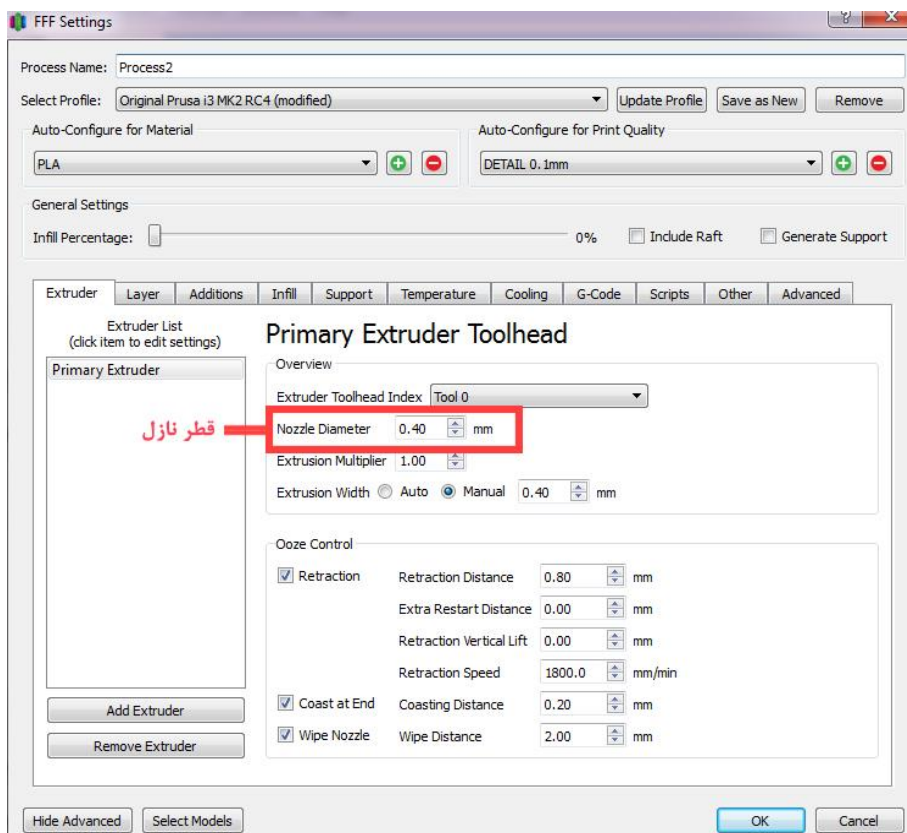 FFF Settings
Process Name: Process2
Select Profile: Original Prusa i3 MK2 RC4 (modified) Update Profile Save as New Remove
Auto-Configure for Material Auto-Configure for Print Quality
PLA DETAIL 0.1mm
General Settings
Infill Percentage: 0% Include Raft Generate Support
Extruder Layer Additions Infill Support Temperature Cooling G-Code Scripts Other Advanced
Extruder List
(click item to edit settings)
Primary Extruder
Add Extruder
Remove Extruder
Primary Extruder Toolhead
Overview
Extruder Toolhead Index Tool 0
قطر نازل
Nozzle Diameter 0.40 mm
Extrusion Multiplier 1.00
Extrusion Width Auto Manual 0.40 mm
Ooze Control
Retraction Retraction Distance 0.80 mm
Extra Restart Distance 0.00 mm
Retraction Vertical Lift 0.00 mm
Retraction Speed 1800.0 mm/min
Coast at End Coasting Distance 0.20 mm
Wipe Nozzle Wipe Distance 2.00 mm
Hide Advanced Select Models OK Cancel